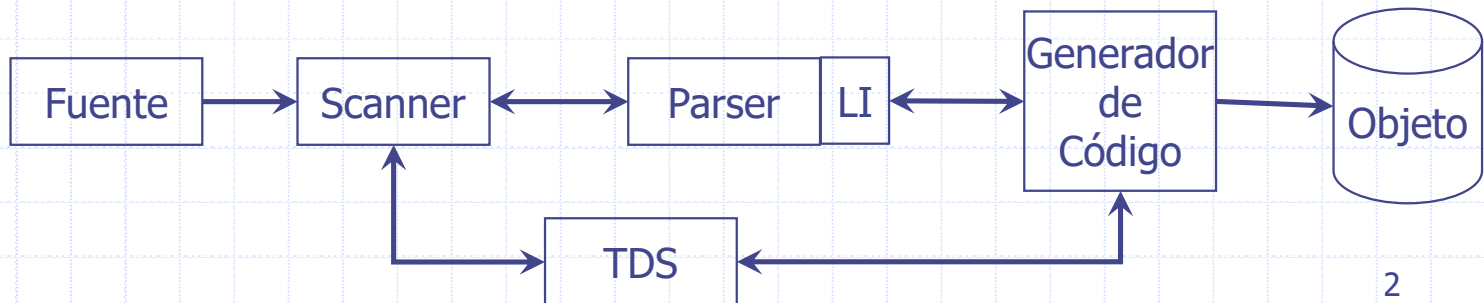 Fuente
Scanner
Parser
LI
Generador
de
Código
Objeto
TDS
2